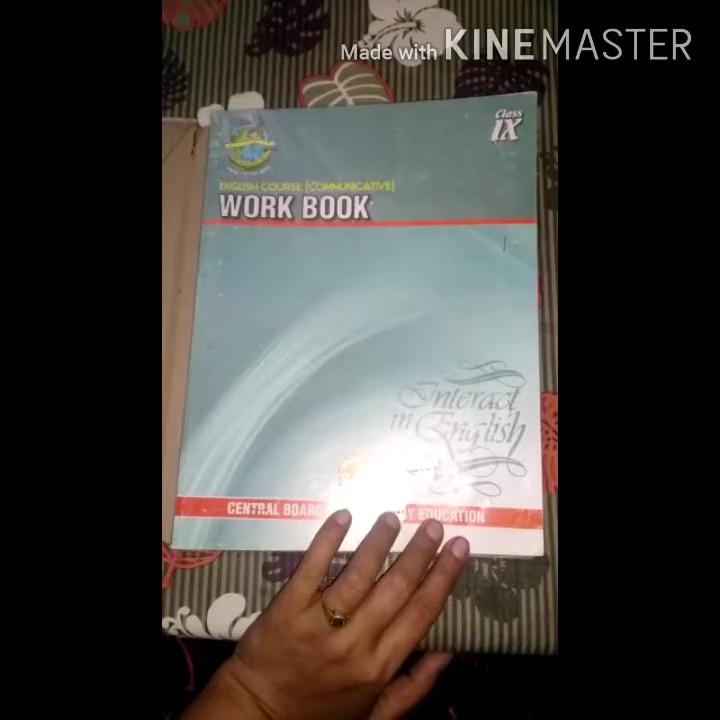 Made with KINEMASTER
Class
IX
ENGLISH COURSE (COMMUNICATIVE)
WORK BOOK
Interact
in English
CENTRAL BOARD EDUCATION